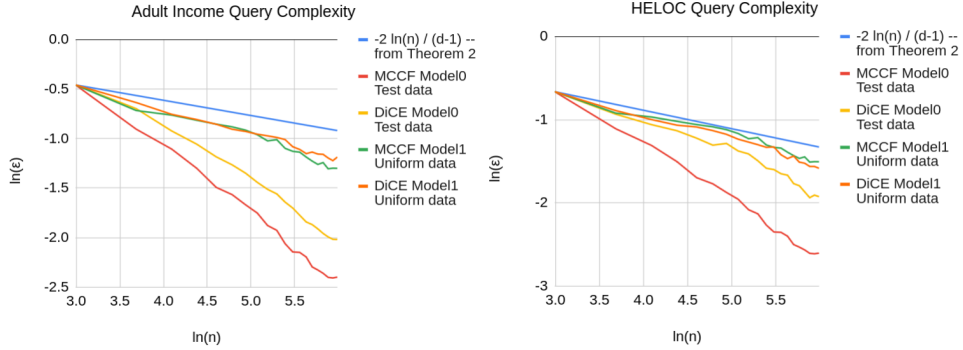 Adult Income Query Complexity
0.0
-0.5
-1.0
-1.5
-2.0
-2.5
ln(ε)
3.0 3.5 4.0 4.5 5.0 5.5
ln(n)
-2 ln(n) / (d-1) --
from Theorem 2
MCCF Model0
Test data
DiCE Model0
Test data
MCCF Model1
Uniform data
DiCE Model1
Uniform data
HELOC Query Complexity
0
-1
-2
-3
ln(ε)
3.0 3.5 4.0 4.5 5.0 5.5
ln(n)
-2 ln(n) / (d-1) --
from Theorem 2
MCCF Model0
Test data
DiCE Model0
Test data
MCCF Model1
Uniform data
DiCE Model1
Uniform data